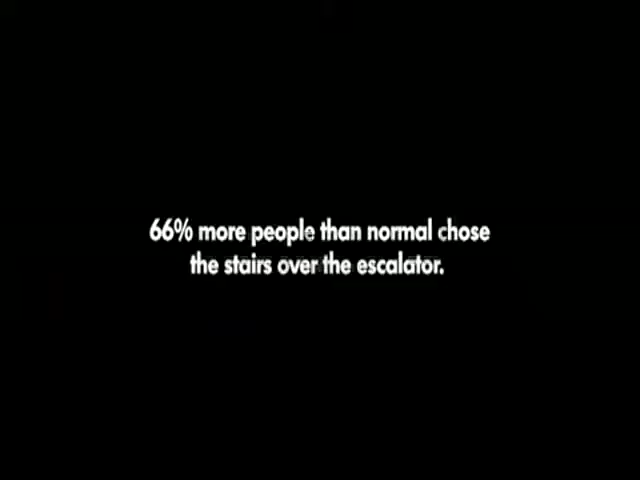 66% more people than normal chose
the stairs over the escalator.